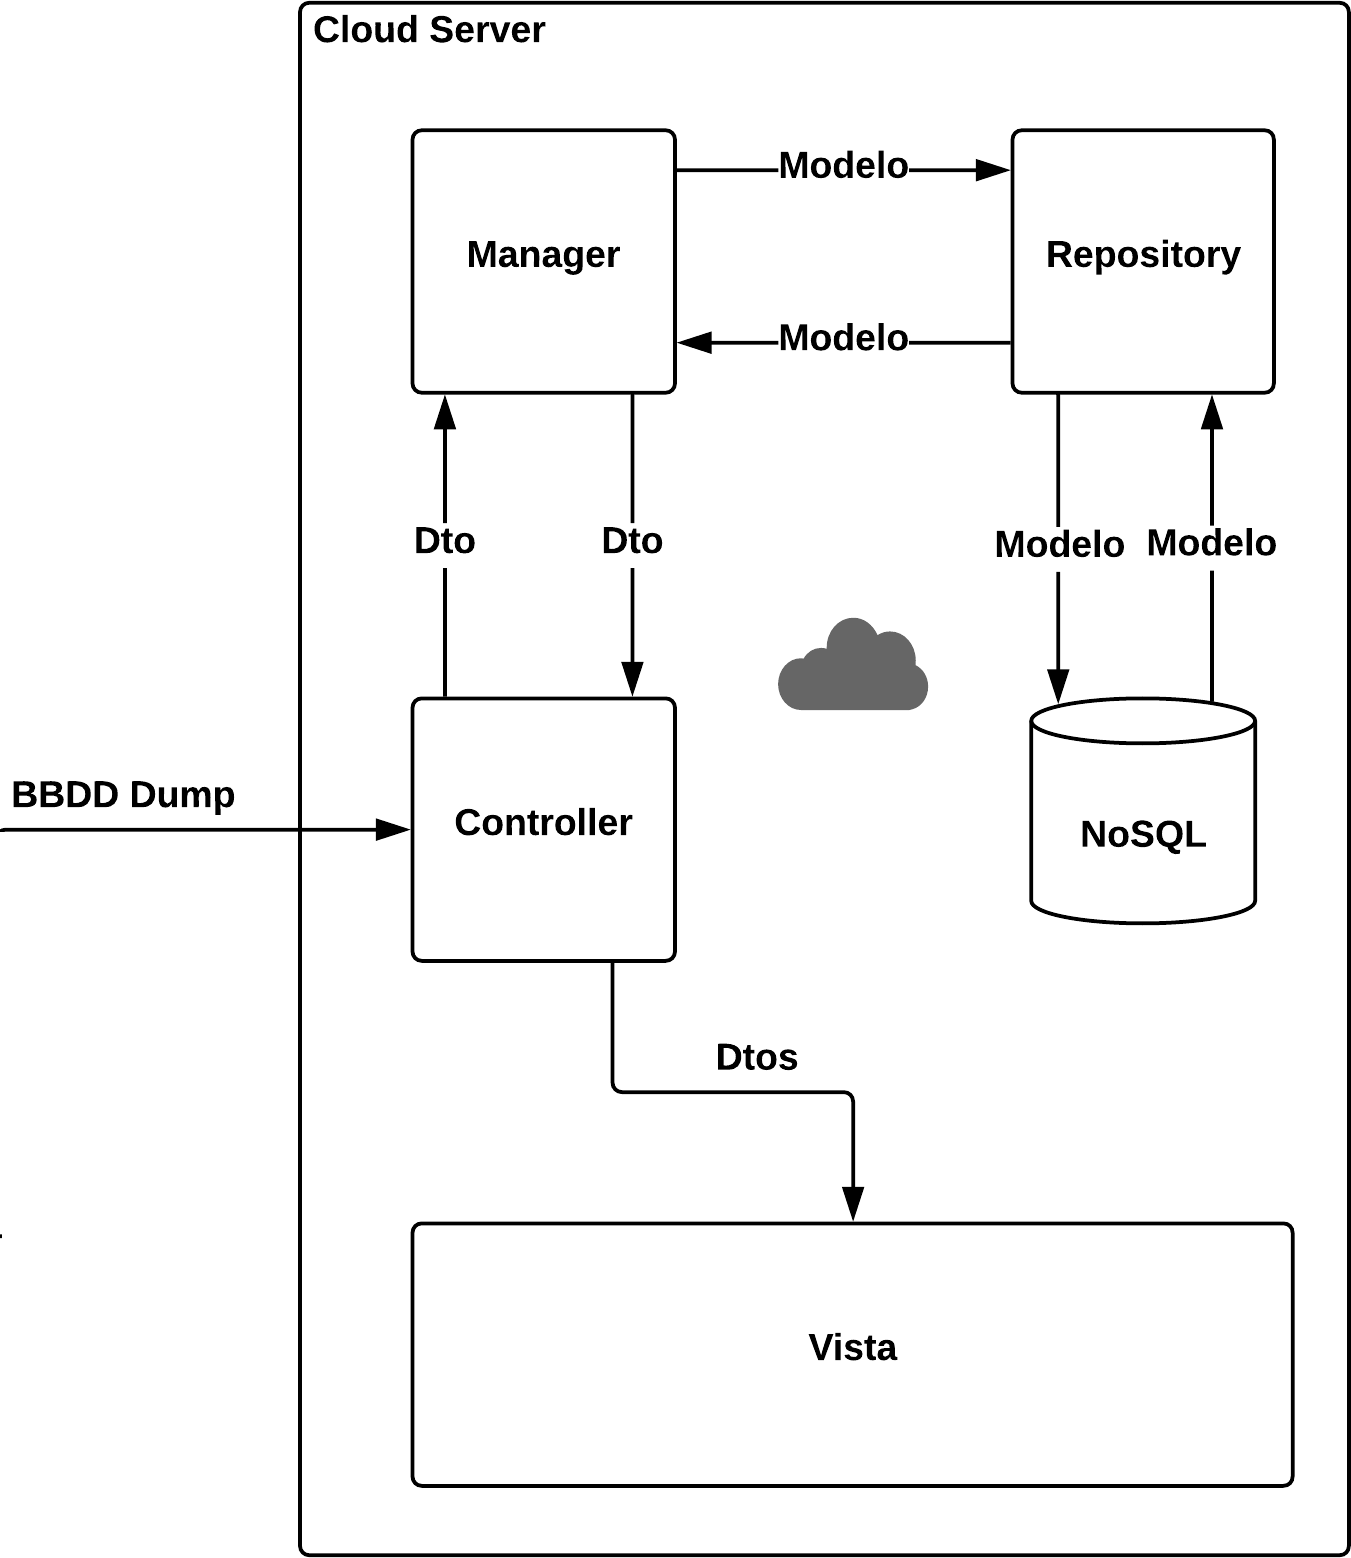 Cloud Server
Modelo
Manager
Repository
Modelo
Dto
Dto
Modelo
Modelo
BBDD Dump
Controller
NoSQL
Dtos
Vista